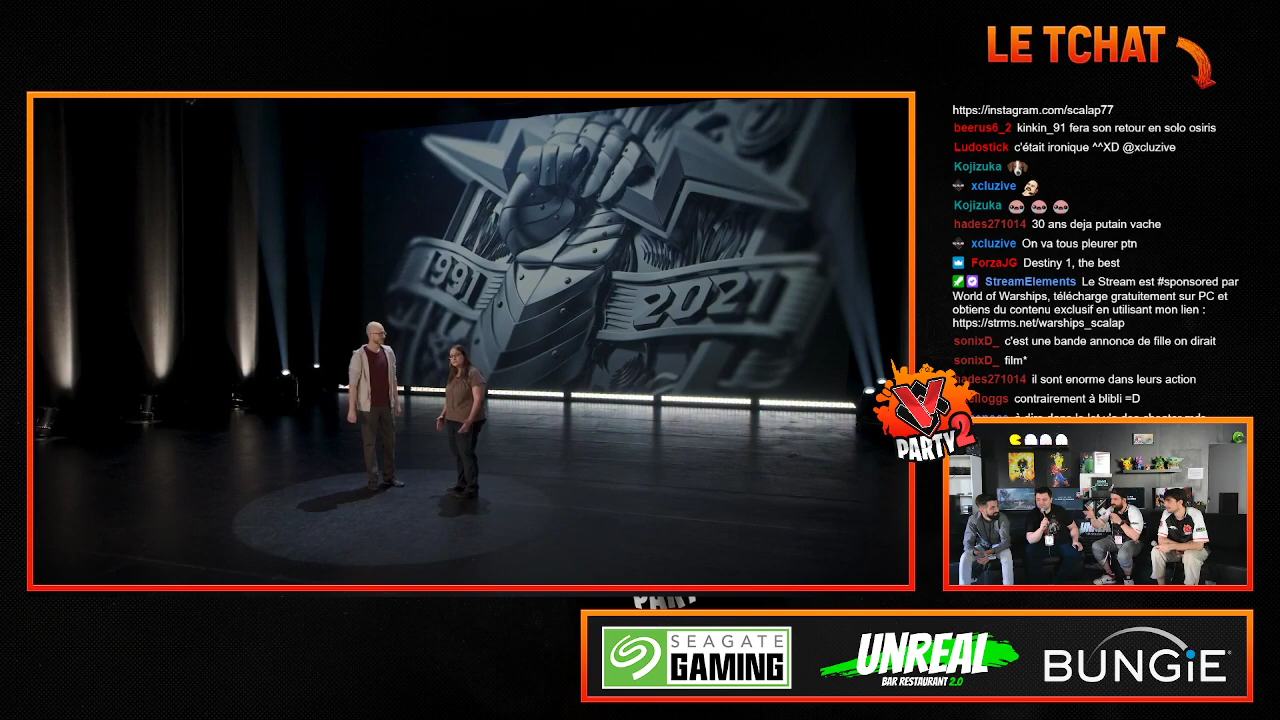 LE TCHAT
https://instagram.com/scalap77
beerus6_2 kinkin_91 fera son retour en solo osiris
Ludostick c'était ironique ^^XD @xcluzive
Kojizuka
xcluzive
Kojizuka
hades271014 30 ans deja putain vache
xcluzive On va tous pleurer ptn
ForzaJG Destiny 1, the best
StreamElements Le Stream est #sponsored par
World of Warships, télécharge gratuitement sur PC et
obtiens du contenu exclusif en utilisant mon lien :
https://strms.net/warships_scalap
sonixD_ c'est une bande annonce de fille on dirait
sonixD_ film*
hades271014 il sont enorme dans leurs action
contrairement à blibli =D
991
2021
PARTY 2
PARTY
SEAGATE
GAMING
UNREAL
BAR RESTAURANT 2.0
BUNGiE